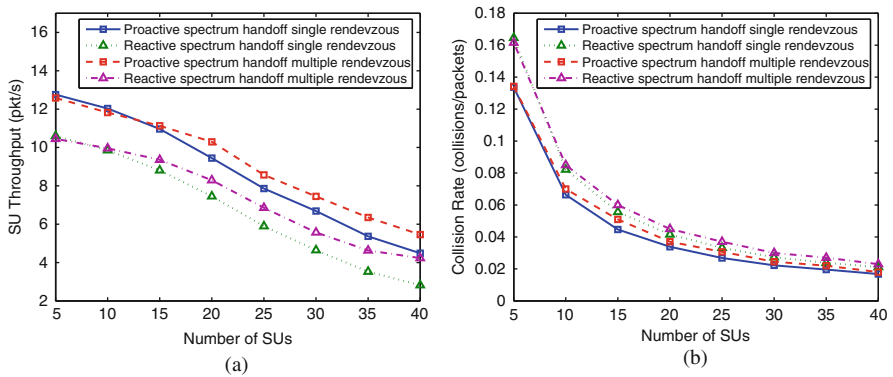 Proactive spectrum handoff single rendevzous
Reactive spectrum handoff single rendevzous
Proactive spectrum handoff multiple rendevzous
Reactive spectrum handoff multiple rendevzous
SU Throughput (pkt/s)
16
14
12
10
8
6
4
2
5 10 15 20 25 30 35 40
Number of SUs
(a)
Proactive spectrum handoff single rendevzous
Reactive spectrum handoff single rendevzous
Proactive spectrum handoff multiple rendevzous
Reactive spectrum handoff multiple rendevzous
Collision Rate (collisions/packets)
0.18
0.16
0.14
0.12
0.1
0.08
0.06
0.04
0.02
0
5 10 15 20 25 30 35 40
Number of SUs
(b)